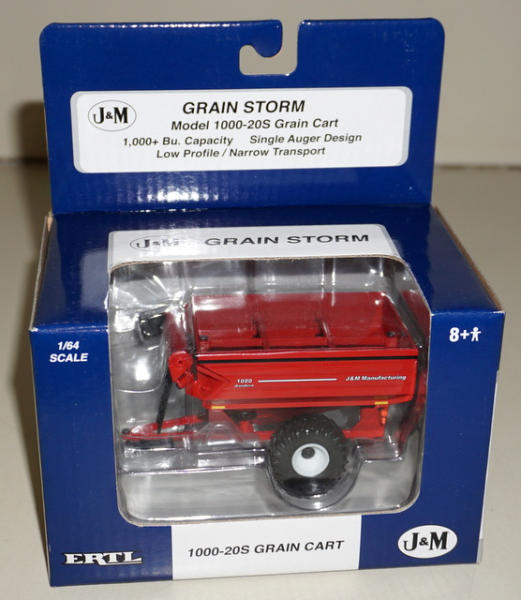 J&M
GRAIN STORM
Model 1000-20S Grain Cart
1,000+ Bu. Capacity Single Auger Design
Low Profile / Narrow Transport
J&M GRAIN STORM
1/64
SCALE
8+
1000
J&M Manufacturing
ERTL
1000-20S GRAIN CART
J&M